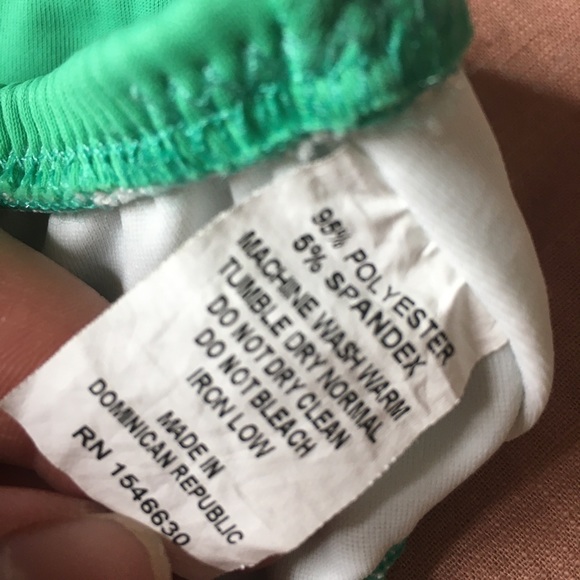 95% POLYESTER
5% SPANDEX
MACHINE WASH WARM
TUMBLE DRY NORMAL
DO NOT DRY CLEAN
DO NOT BLEACH
IRON LOW
MADE IN
DOMINICAN REPUBLIC
RN 1546630